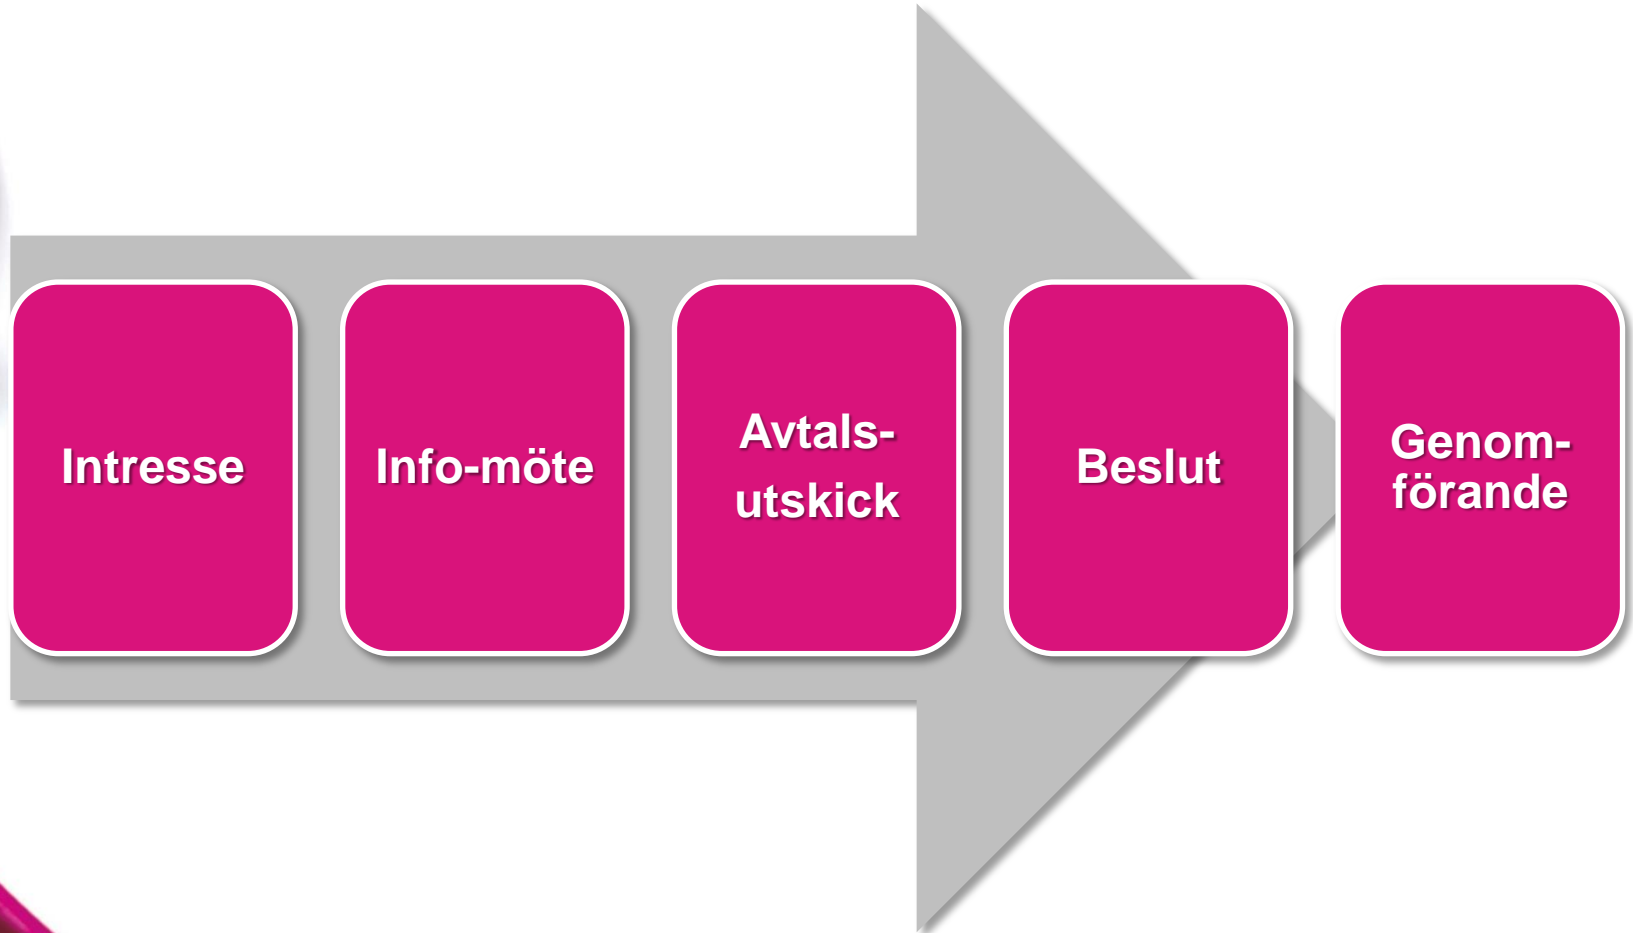 Intresse
Info-möte
Avtals-
utskick
Beslut
Genom-
förande